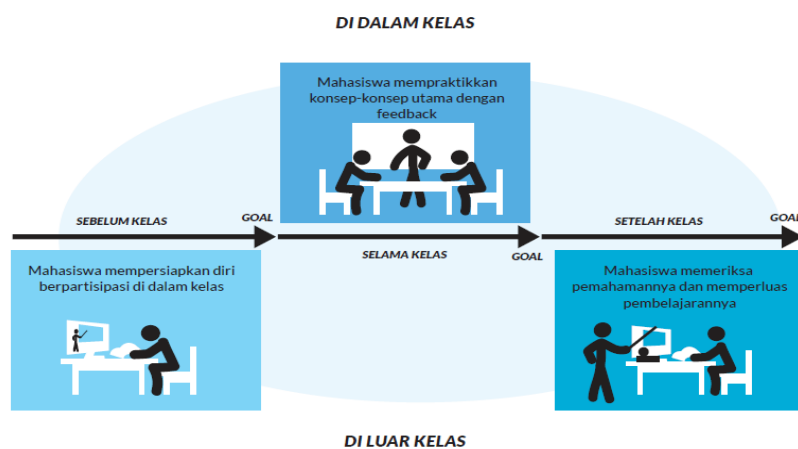 DI DALAM KELAS
Mahasiswa mempraktikkan
konsep-konsep utama dengan
feedback
SEBELUM KELAS
GOAL
SELAMA KELAS
GOAL
SETELAH KELAS
GOAL
Mahasiswa mempersiapkan diri
berpartisipasi di dalam kelas
Mahasiswa memeriksa
pemahamannya dan memperluas
pembelajarannya
DI LUAR KELAS